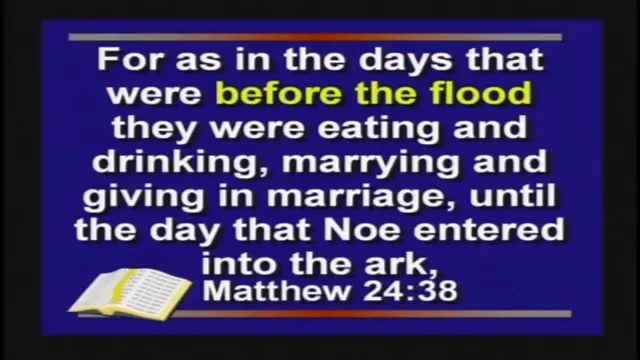 For as in the days that
were before the flood
they were eating and
drinking, marrying and
giving in marriage, until
the day that Noe entered
into the ark,
Matthew 24:38